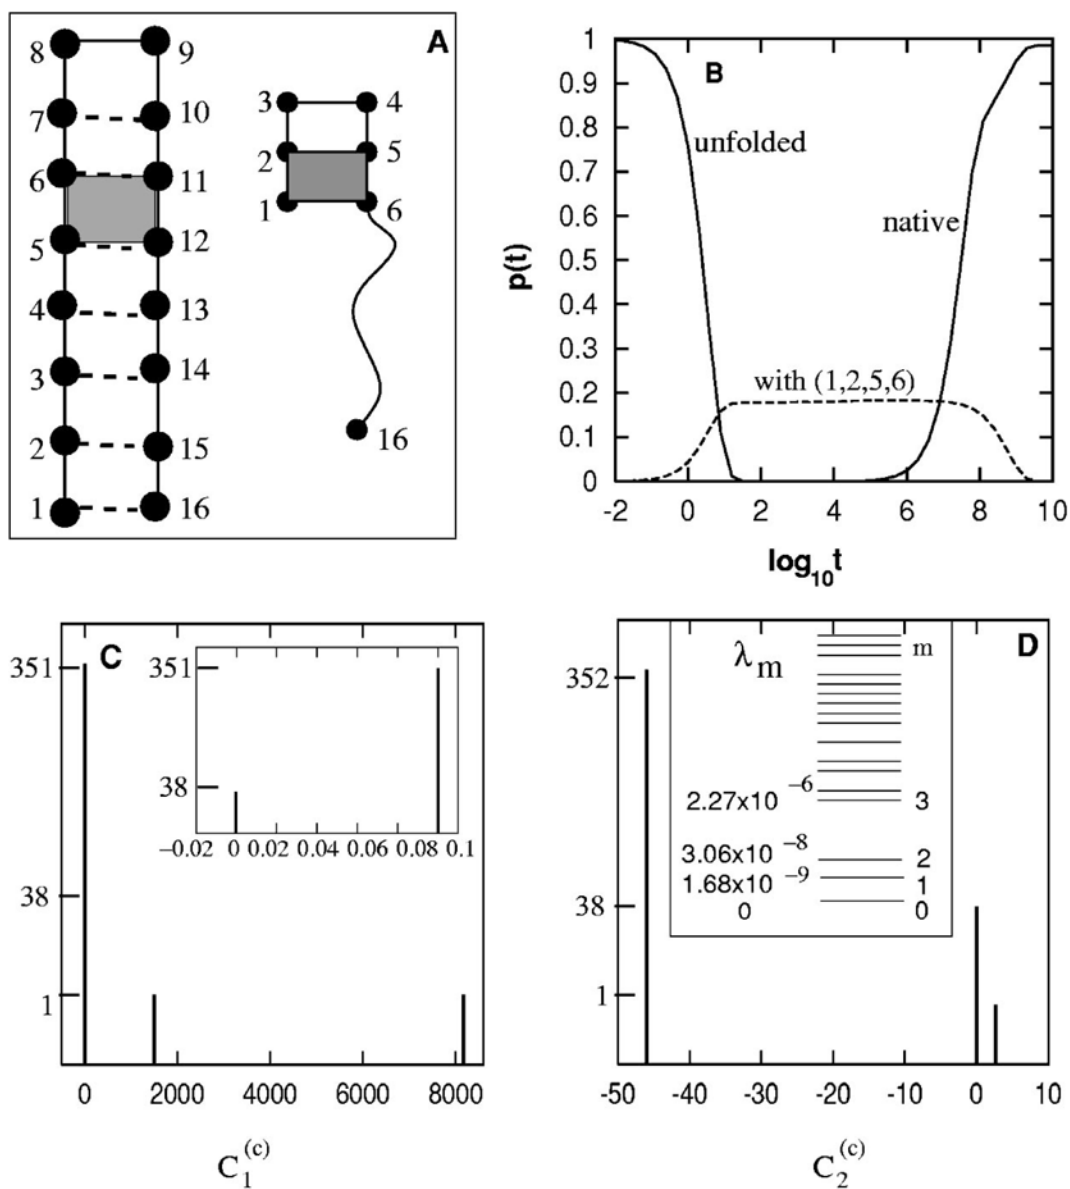 A
8 9
7 10
6 11
5 12
4 13
3 14
2 15
1 16
3 4
2 5
1 6
16
B
1
0.9
0.8
0.7
0.6
0.5
0.4
0.3
0.2
0.1
0
p(t)
unfolded
native
with (1,2,5,6)
-2 0 2 4 6 8 10
log10t
C
351
38
1
351
38
−0.02 0 0.02 0.04 0.06 0.08 0.1
0 2000 4000 6000 8000
C1(c)
D
352
38
1
λm m
2.27x10−6 3
3.06x10−8 2
1.68x10−9 1
0 0
-50 -40 -30 -20 -10 0 10
C2(c)